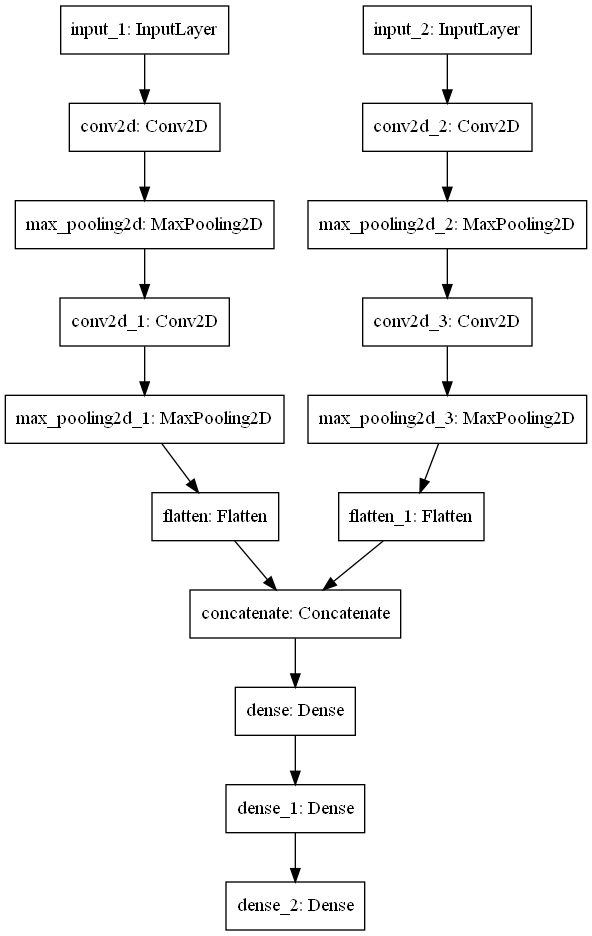 input_1: InputLayer
input_2: InputLayer
conv2d: Conv2D
conv2d_2: Conv2D
max_pooling2d: MaxPooling2D
max_pooling2d_2: MaxPooling2D
conv2d_1: Conv2D
conv2d_3: Conv2D
max_pooling2d_1: MaxPooling2D
max_pooling2d_3: MaxPooling2D
flatten: Flatten
flatten_1: Flatten
concatenate: Concatenate
dense: Dense
dense_1: Dense
dense_2: Dense